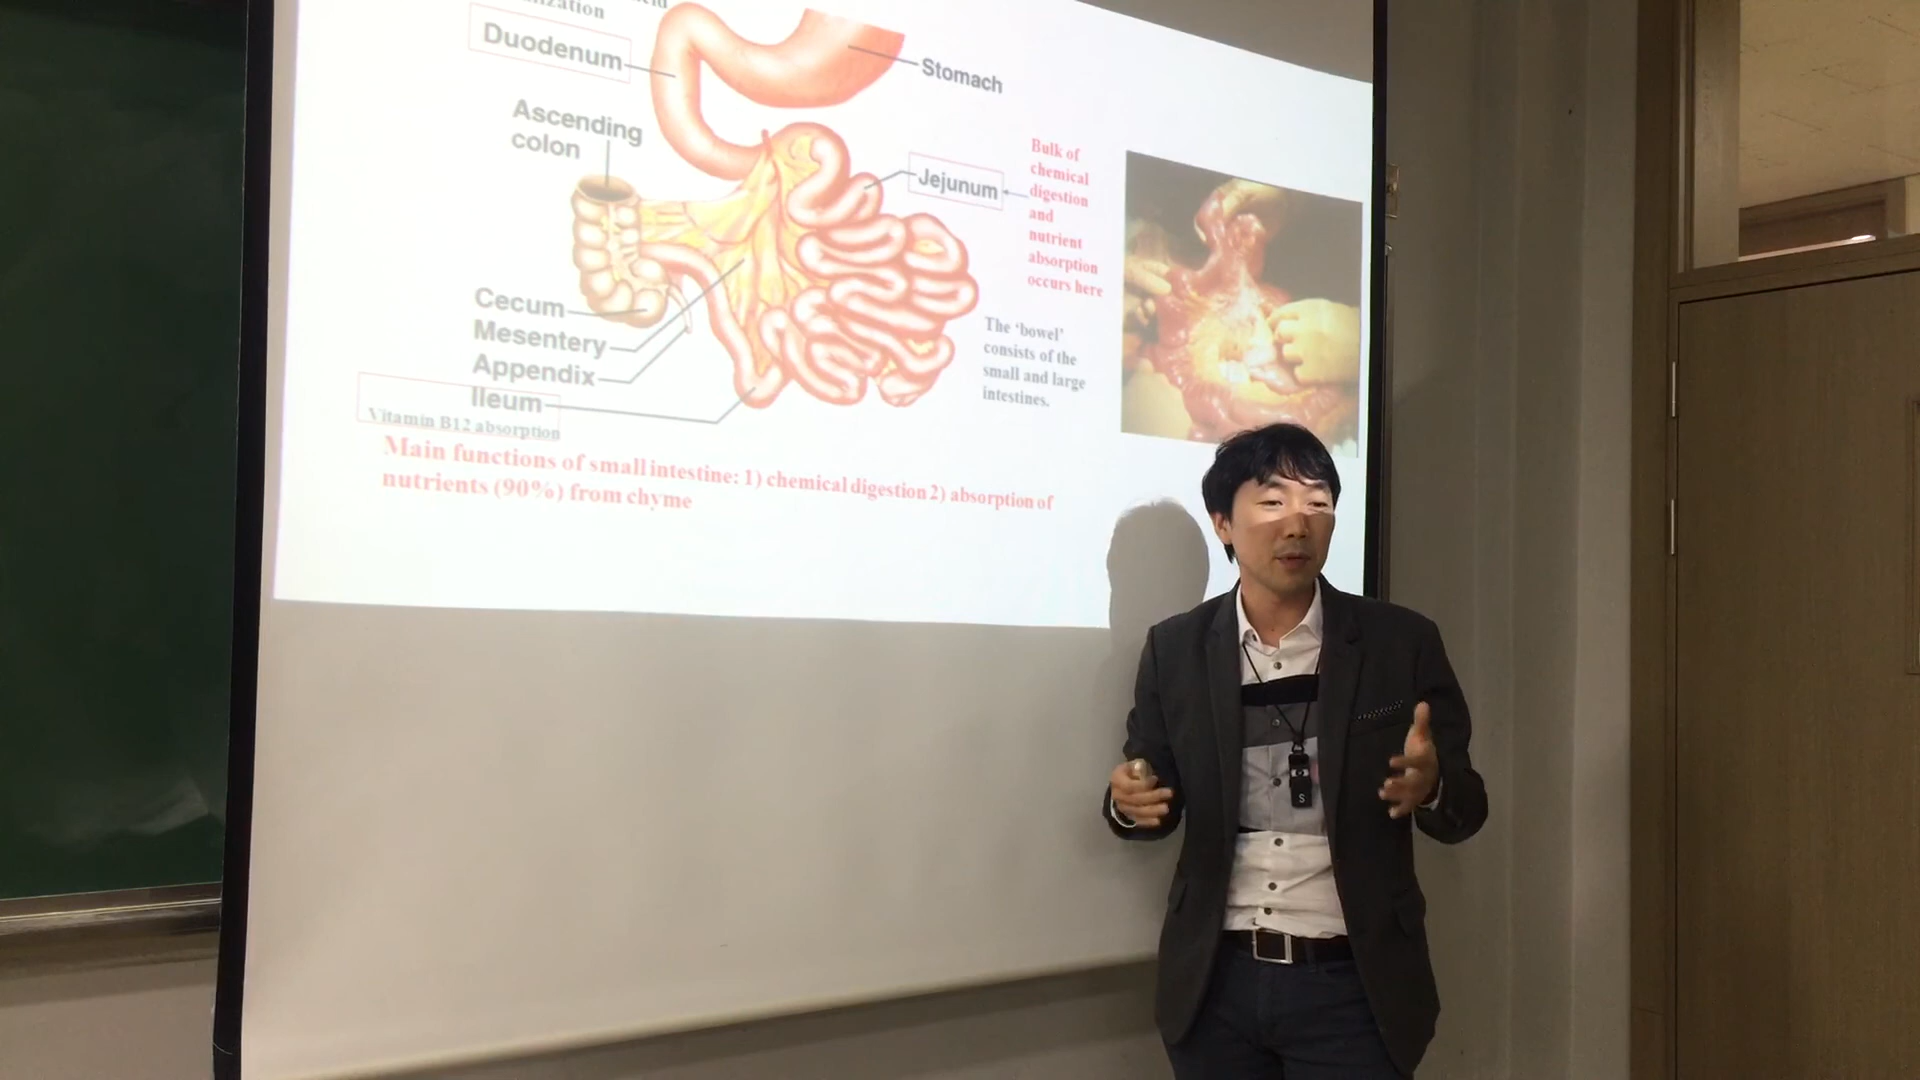 Duodenum
Stomach
Ascending
colon
Jejunum
Bulk of
chemical
digestion
and
nutrient
absorption
occurs here
Cecum
Mesentery
Appendix
Ileum
Vitamin B12 absorption
The ‘bowel’
consists of the
small and large
intestines.
Main functions of small intestine: 1) chemical digestion 2) absorption of
nutrients (90%) from chyme
S